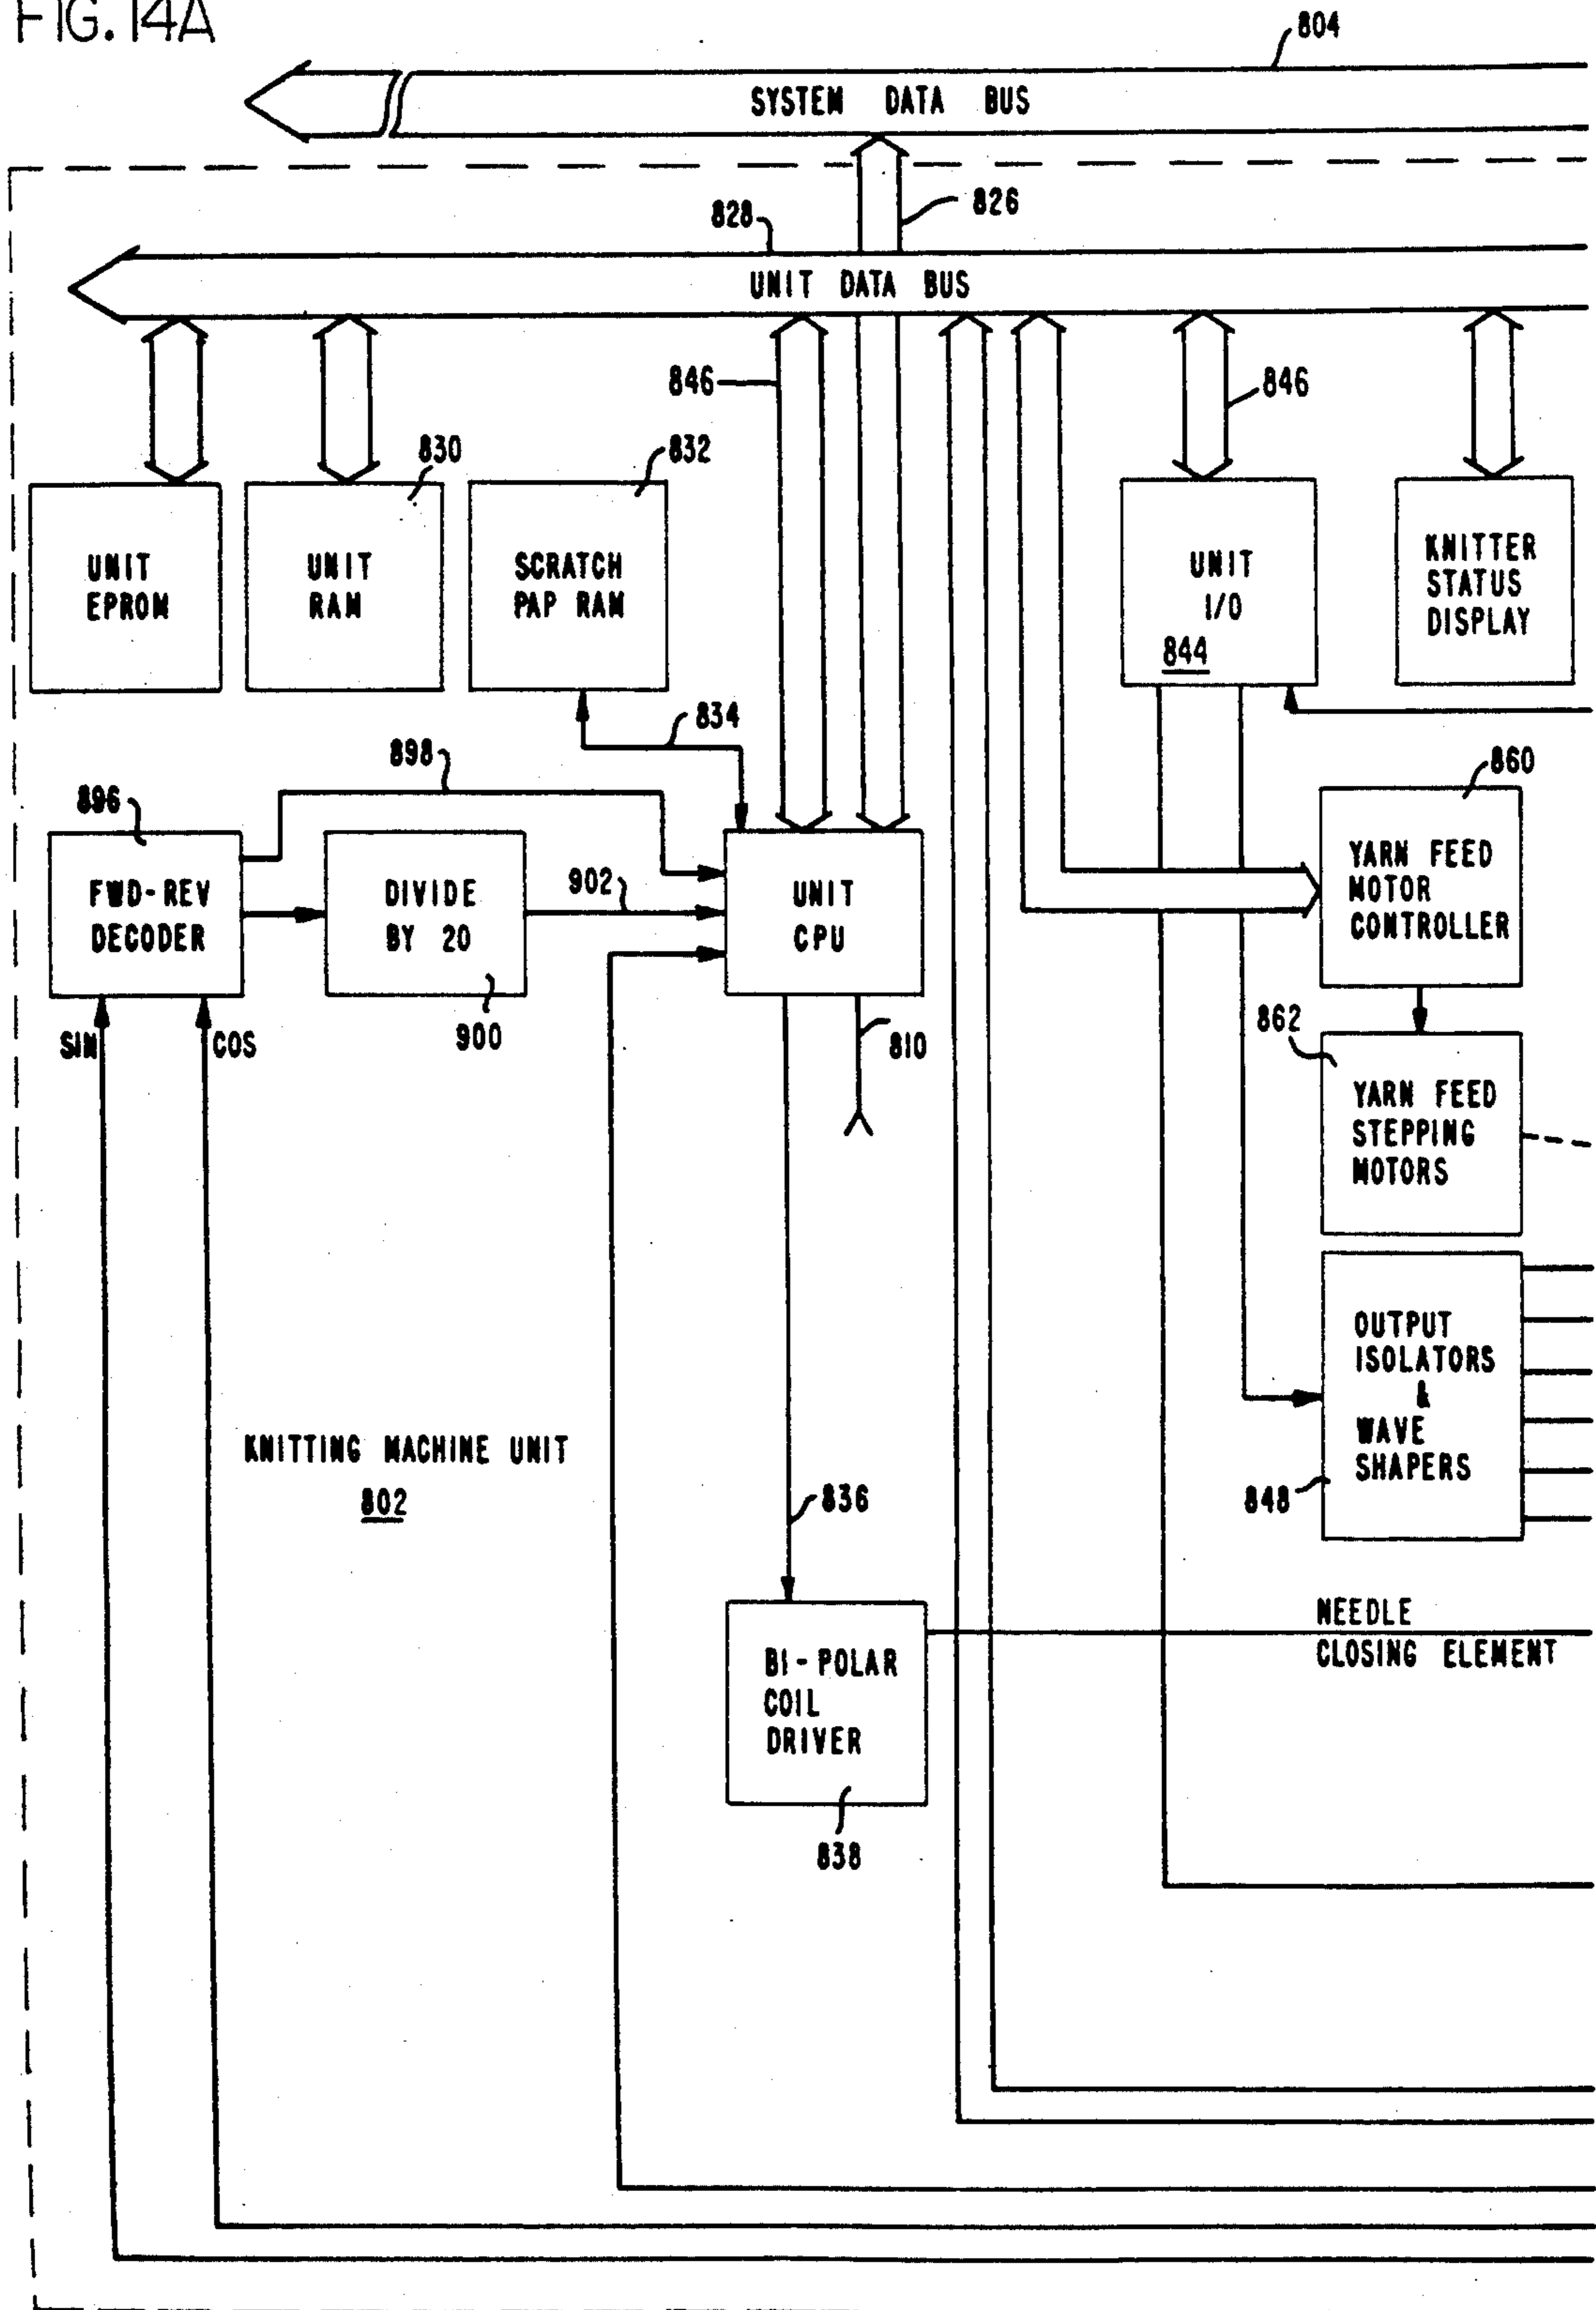 FIG. 14A
804
SYSTEM DATA BUS
826
828
UNIT DATA BUS
846
846
830
832
UNIT
EPROM
UNIT
RAM
SCRATCH
PAP RAM
UNIT
I/O
844
KNITTER
STATUS
DISPLAY
834
898
896
860
FWD-REV
DECODER
DIVIDE
BY 20
902
UNIT
CPU
YARN FEED
MOTOR
CONTROLLER
SIN
COS
900
810
862
YARN FEED
STEPPING
MOTORS
OUTPUT
ISOLATORS
&
WAVE
SHAPERS
848
KNITTING MACHINE UNIT
802
836
NEEDLE
CLOSING ELEMENT
BI-POLAR
COIL
DRIVER
838